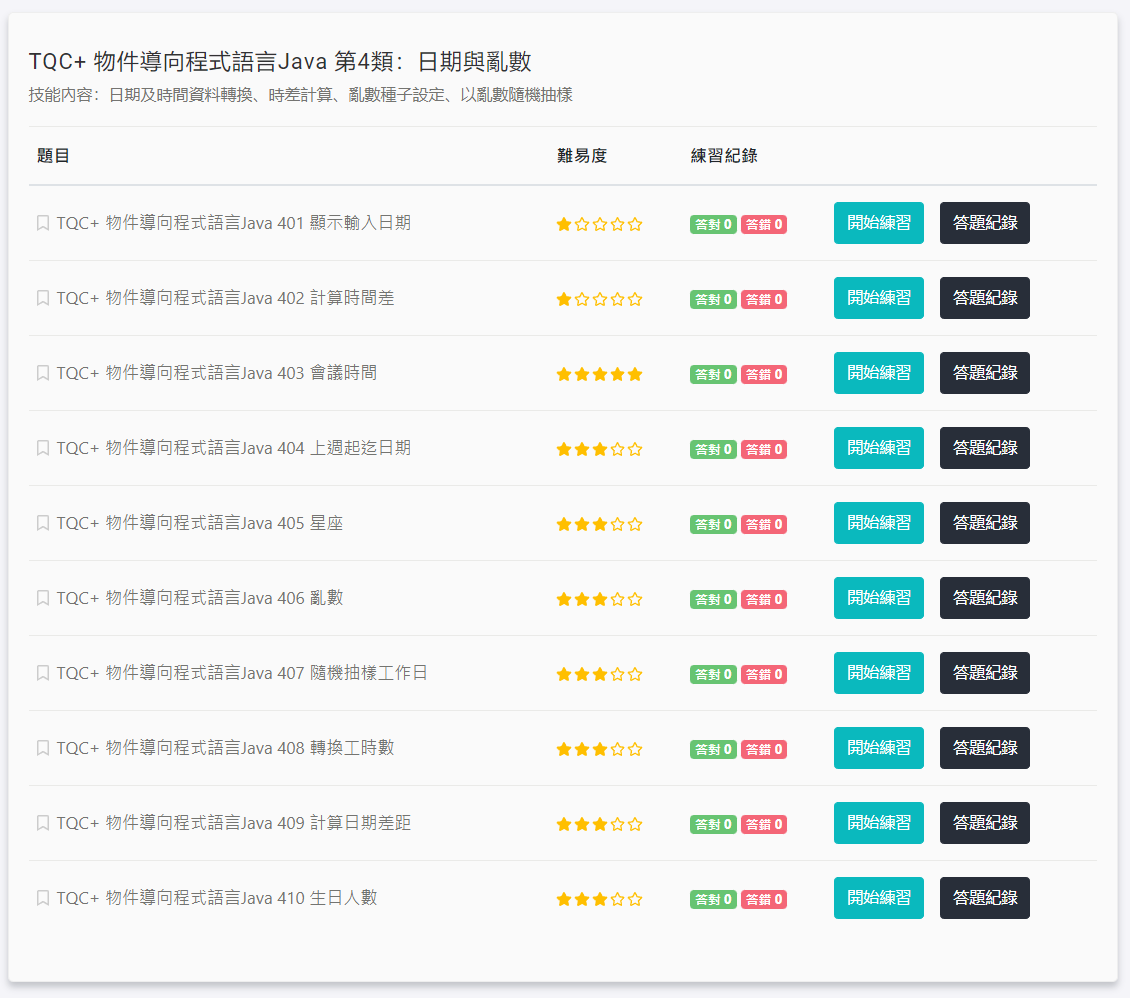 TQC+ 物件導向程式語言Java 第4類：日期與亂數
技能內容：日期及時間資料轉換、時差計算、亂數種子設定、以亂數隨機抽樣
題目 難易度 練習紀錄
TQC+ 物件導向程式語言Java 401 顯示輸入日期 答對 0 答錯 0 開始練習 答題紀錄
TQC+ 物件導向程式語言Java 402 計算時間差 答對 0 答錯 0 開始練習 答題紀錄
TQC+ 物件導向程式語言Java 403 會議時間 答對 0 答錯 0 開始練習 答題紀錄
TQC+ 物件導向程式語言Java 404 上週起迄日期 答對 0 答錯 0 開始練習 答題紀錄
TQC+ 物件導向程式語言Java 405 星座 答對 0 答錯 0 開始練習 答題紀錄
TQC+ 物件導向程式語言Java 406 亂數 答對 0 答錯 0 開始練習 答題紀錄
TQC+ 物件導向程式語言Java 407 隨機抽樣工作日 答對 0 答錯 0 開始練習 答題紀錄
TQC+ 物件導向程式語言Java 408 轉換工時數 答對 0 答錯 0 開始練習 答題紀錄
TQC+ 物件導向程式語言Java 409 計算日期差距 答對 0 答錯 0 開始練習 答題紀錄
TQC+ 物件導向程式語言Java 410 生日人數 答對 0 答錯 0 開始練習 答題紀錄